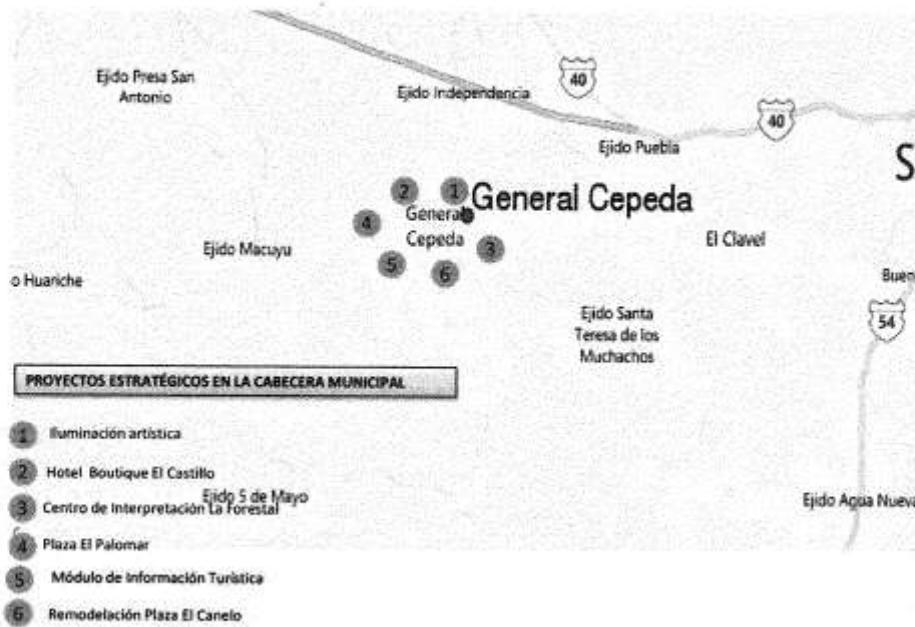 40
Ejido Presa San
Antonio
Ejido Independencia
40
Ejido Puebla
S
2
1
General Cepeda
4
General
Cepeda
3
El Clavel
Ejido Macuyu
5
6
o Huariche
Buen
Ejido Santa
Teresa de los
Muchachos
54
PROYECTOS ESTRATÉGICOS EN LA CABECERA MUNICIPAL
1 Iluminación artística
2 Hotel Boutique El Castillo
Ejido 5 de Mayo
3 Centro de Interpretación La Forestal
Ejido Agua Nueva
4 Plaza El Palomar
5 Módulo de Información Turística
6 Remodelación Plaza El Canelo